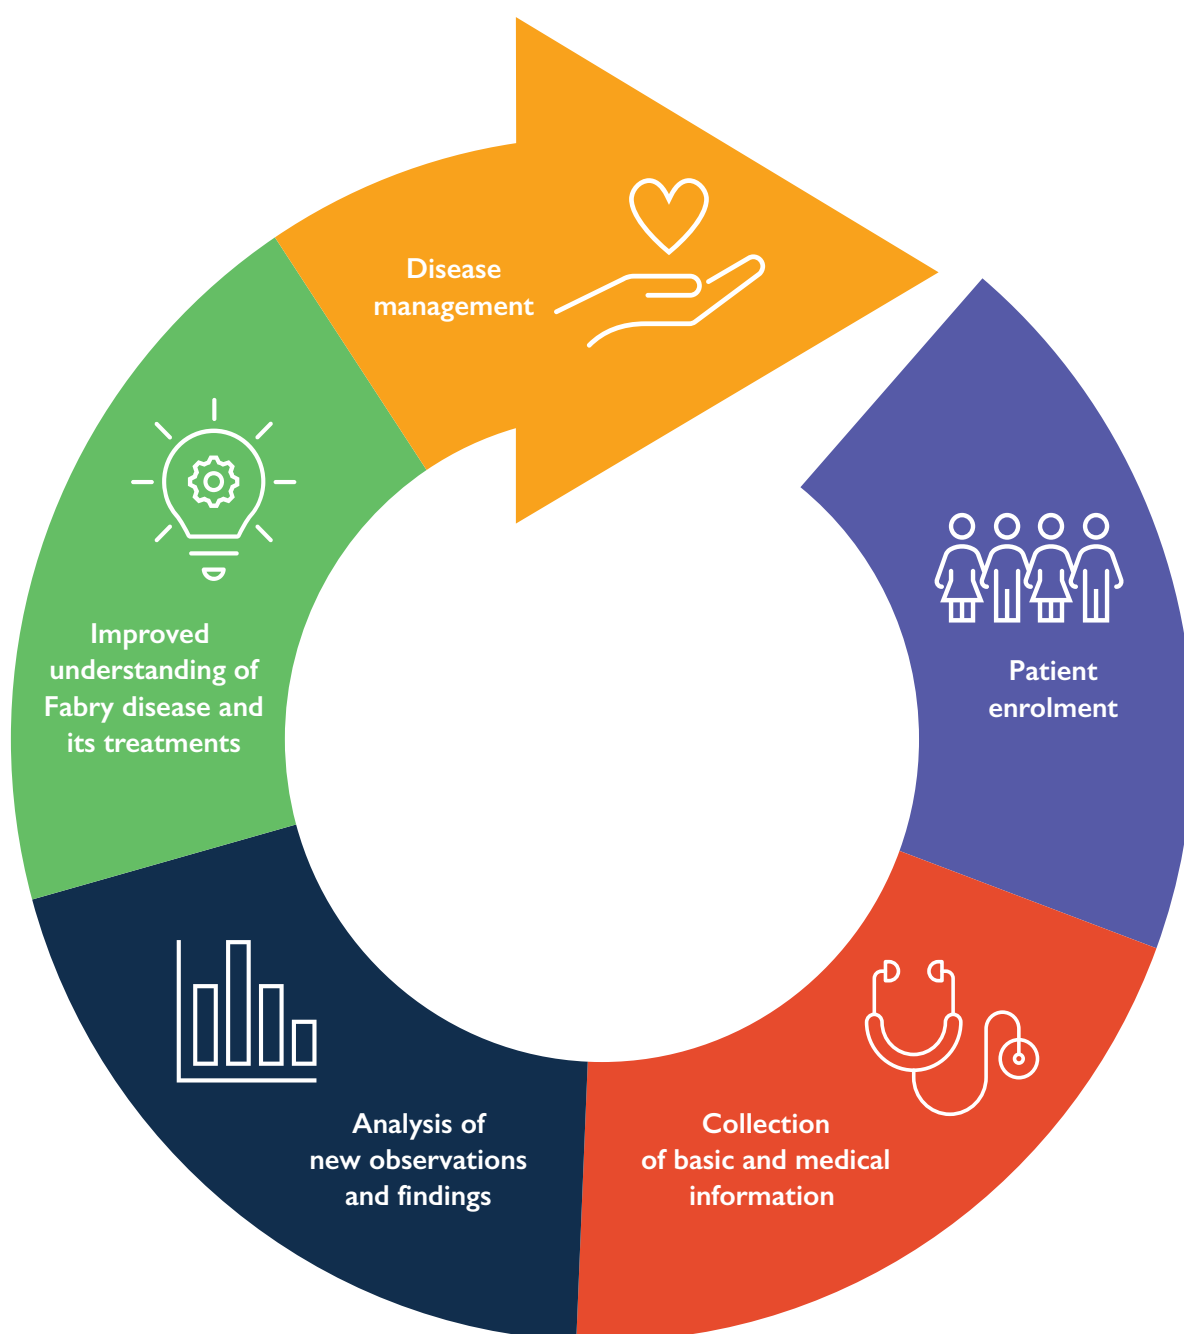 Disease
management
Patient
enrolment
Collection
of basic and medical
information
Analysis of
new observations
and findings
Improved
understanding of
Fabry disease and
its treatments